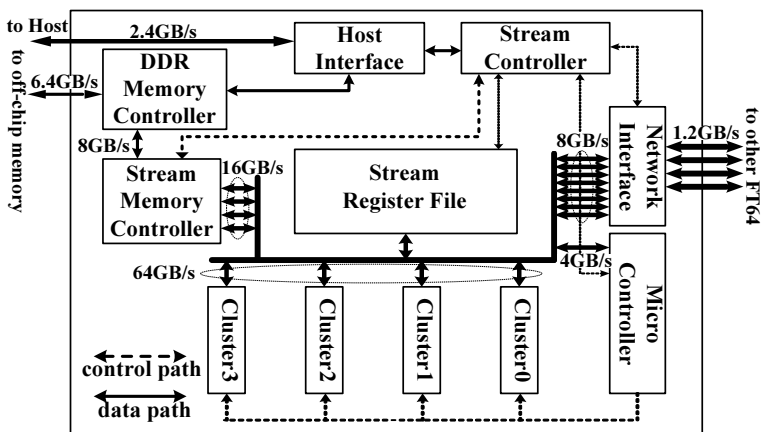 to Host
to off-chip memory
2.4GB/s
Host
Interface
Stream
Controller
6.4GB/s
DDR
Memory
Controller
8GB/s
Stream
Memory
Controller
16GB/s
Stream
Register File
8GB/s
Network
Interface
1.2GB/s
to other FT64
4GB/s
Micro
Controller
64GB/s
Cluster3
Cluster2
Cluster1
Cluster0
control path
data path